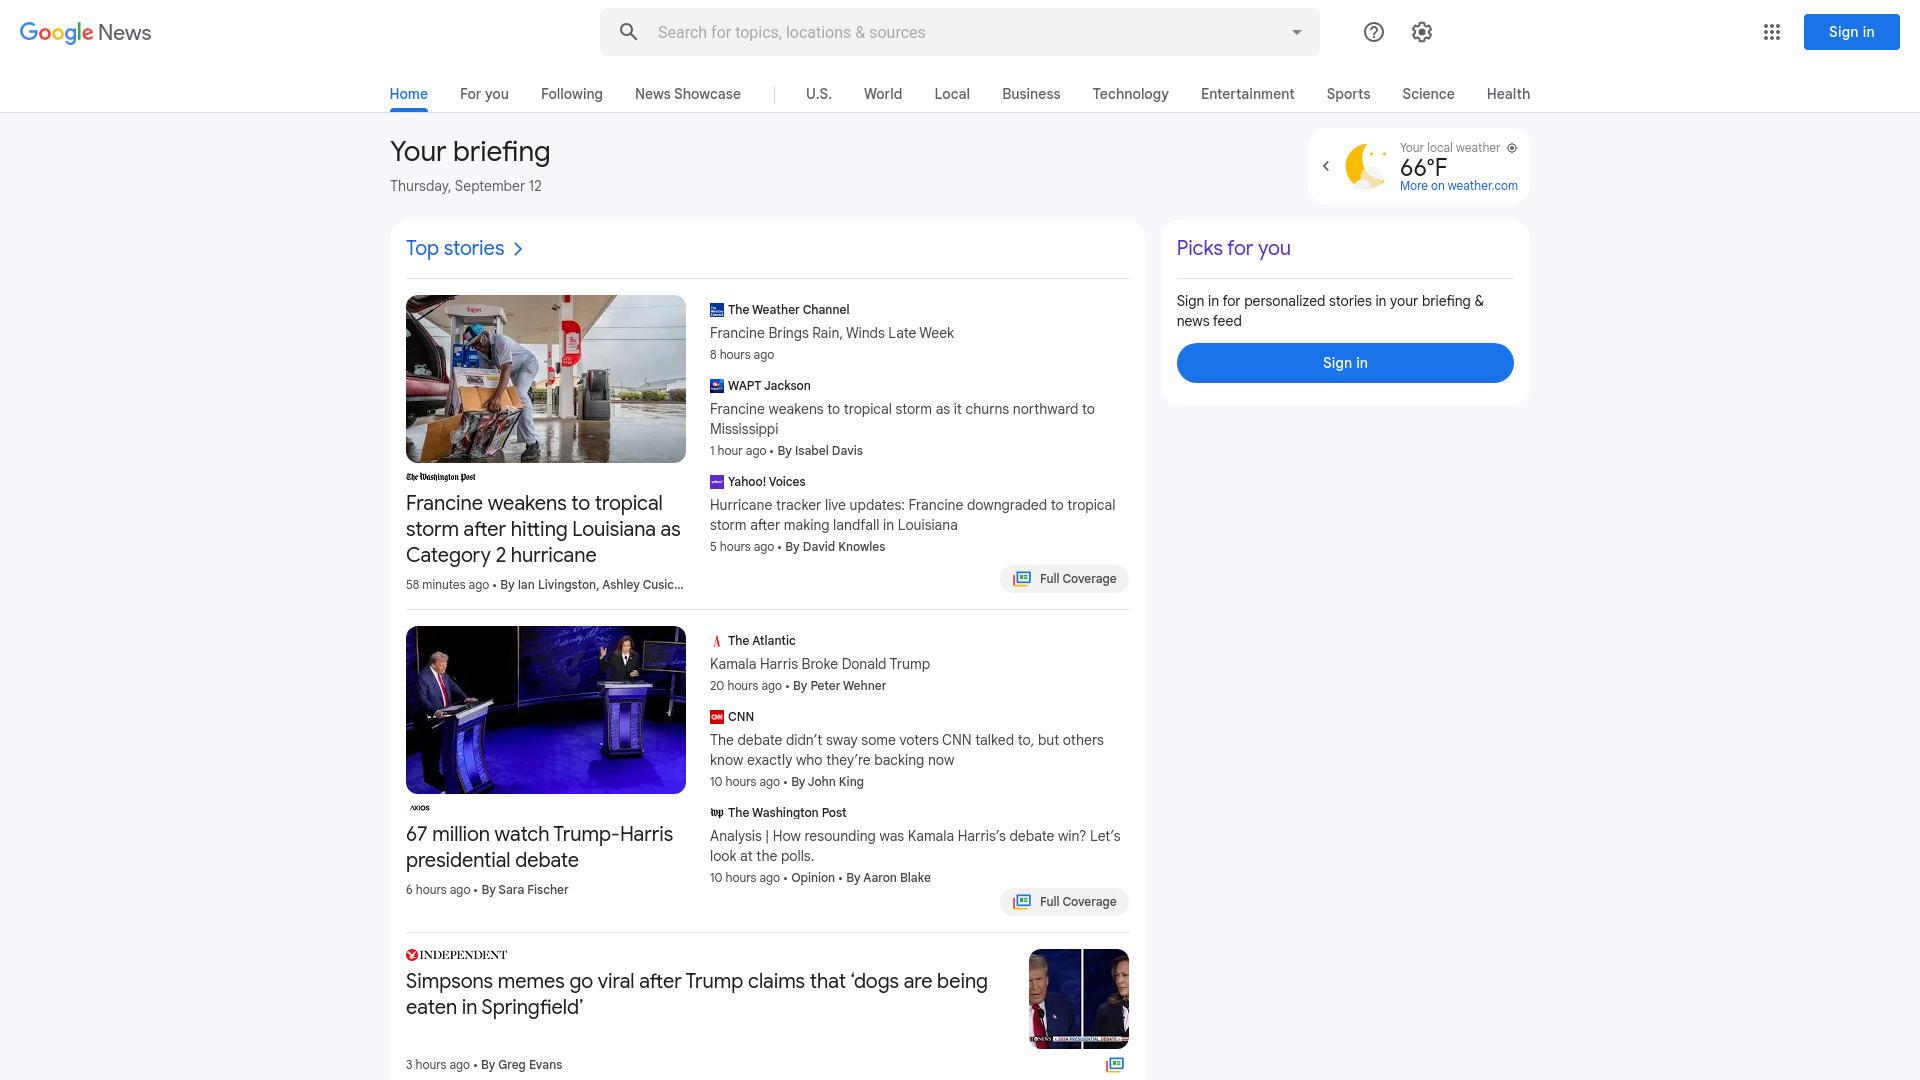 Google News
Search for topics, locations & sources
Sign in
Home
For you
Following
News Showcase
U.S.
World
Local
Business
Technology
Entertainment
Sports
Science
Health
Your briefing
Thursday, September 12
Your local weather
66°F
More on weather.com
Top stories
The Washington Post
Francine weakens to tropical
storm after hitting Louisiana as
Category 2 hurricane
58 minutes ago • By Ian Livingston, Ashley Cusic…
The Weather Channel
Francine Brings Rain, Winds Late Week
8 hours ago
WAPT Jackson
Francine weakens to tropical storm as it churns northward to
Mississippi
1 hour ago • By Isabel Davis
Yahoo! Voices
Hurricane tracker live updates: Francine downgraded to tropical
storm after making landfall in Louisiana
5 hours ago • By David Knowles
Full Coverage
AXIOS
67 million watch Trump-Harris
presidential debate
6 hours ago • By Sara Fischer
The Atlantic
Kamala Harris Broke Donald Trump
20 hours ago • By Peter Wehner
CNN
The debate didn’t sway some voters CNN talked to, but others
know exactly who they’re backing now
10 hours ago • By John King
The Washington Post
Analysis | How resounding was Kamala Harris’s debate win? Let’s
look at the polls.
10 hours ago • Opinion • By Aaron Blake
Full Coverage
INDEPENDENT
Simpsons memes go viral after Trump claims that ‘dogs are being
eaten in Springfield’
3 hours ago • By Greg Evans
Picks for you
Sign in for personalized stories in your briefing &
news feed
Sign in